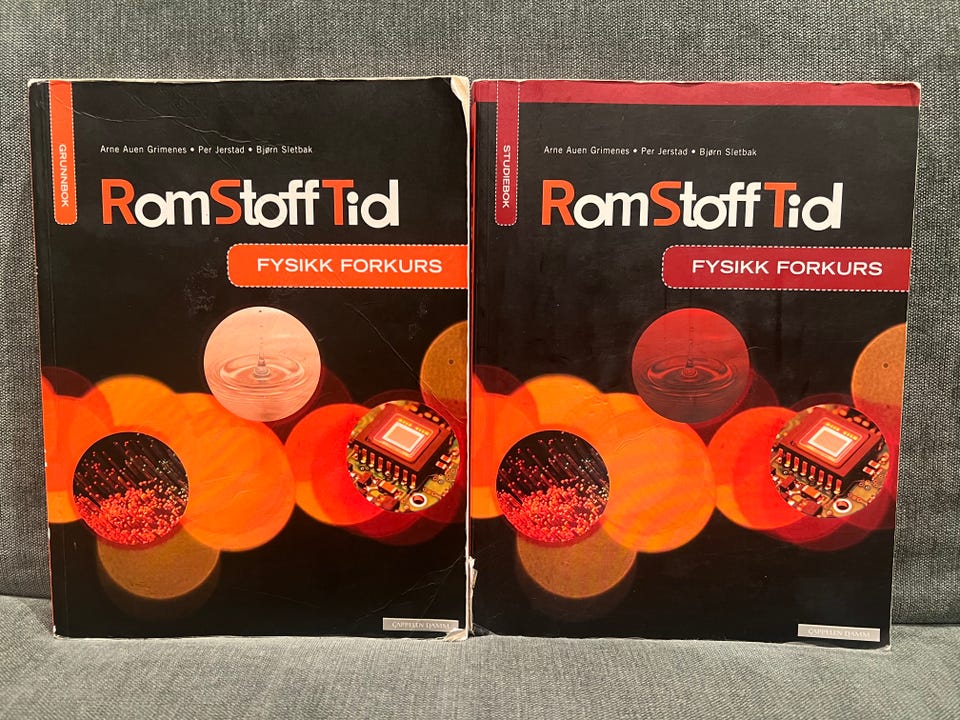 GRUNNBOK
Arne Auen Grimenes • Per Jerstad • Bjørn Sletbak
RomStoffTid
FYSIKK FORKURS
CAPPELEN DAMM
STUDIEBOK
Arne Auen Grimenes • Per Jerstad • Bjørn Sletbak
RomStoffTid
FYSIKK FORKURS
CAPPELEN DAMM